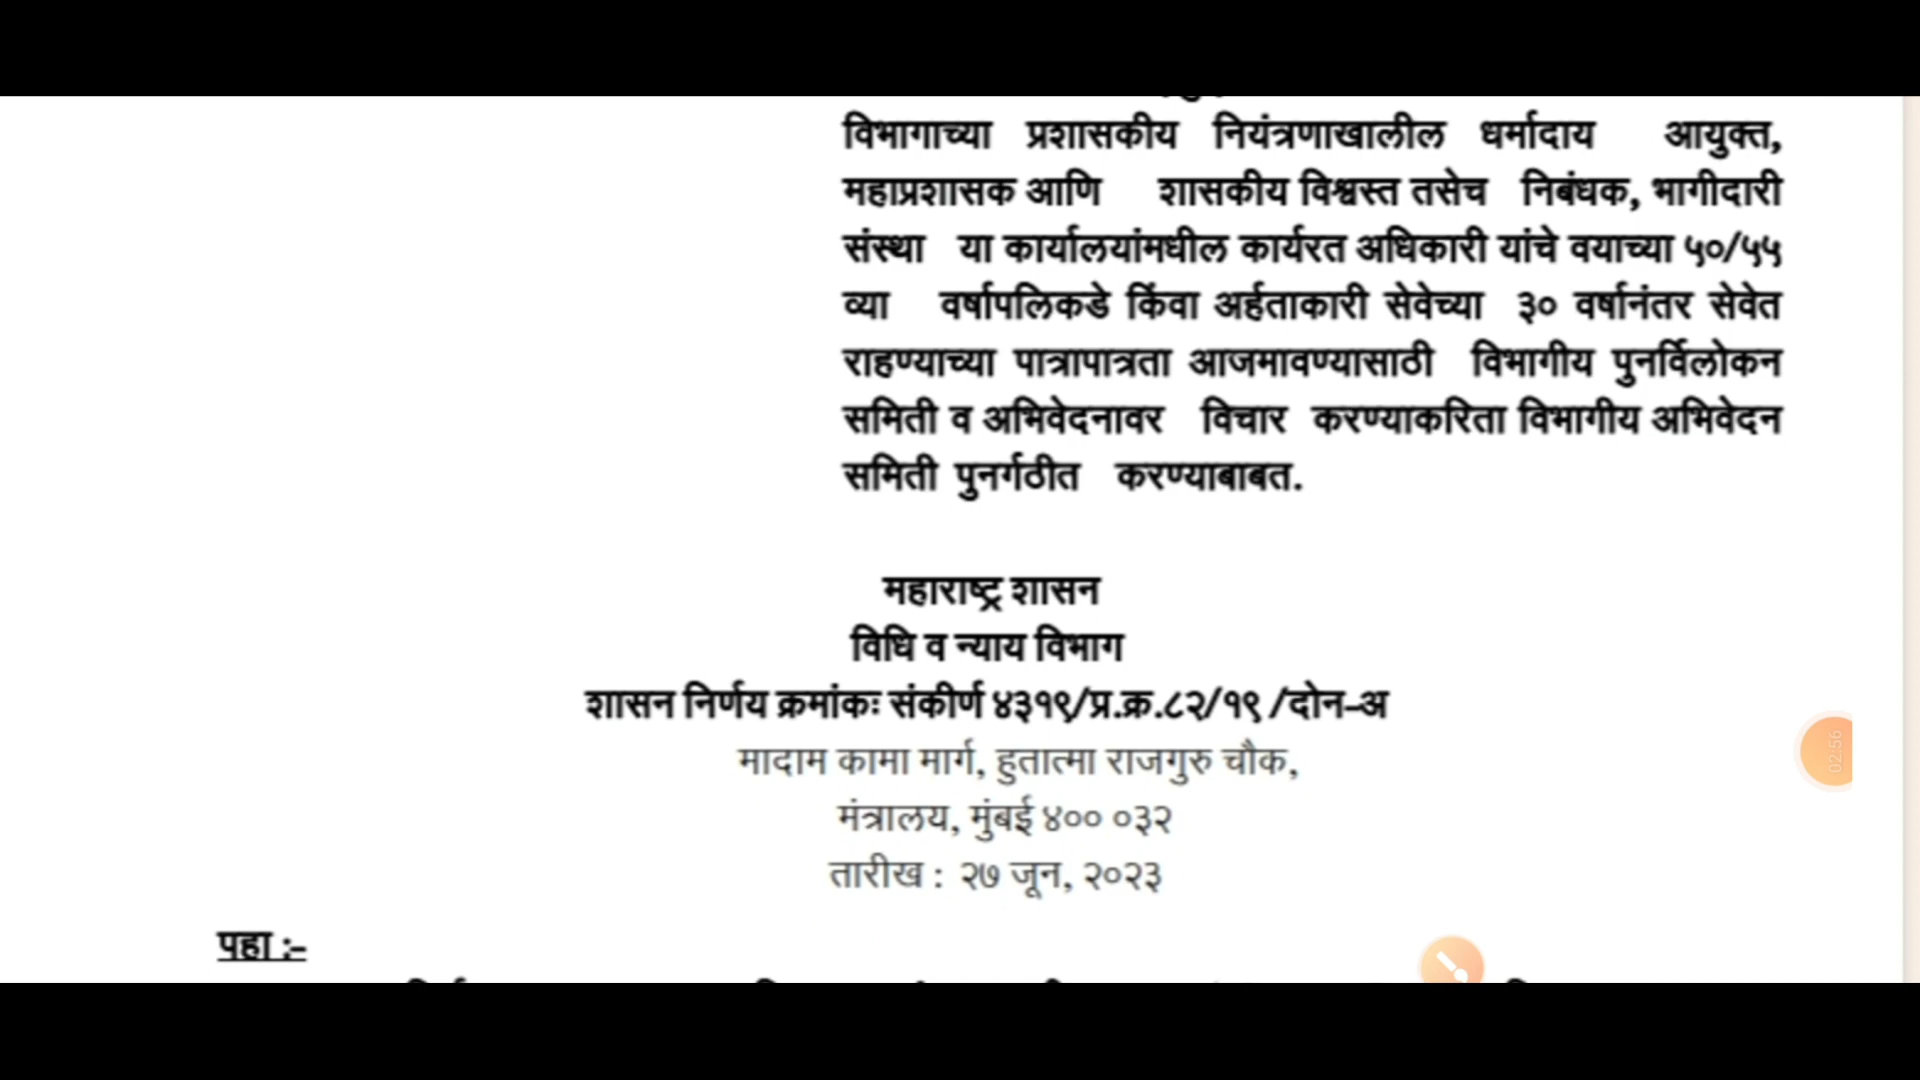 विभागाच्या प्रशासकीय नियंत्रणाखालील धर्मादाय आयुक्त,
महाप्रशासक आणि शासकीय विश्वस्त तसेच निबंधक, भागीदारी
संस्था या कार्यालयांमधील कार्यरत अधिकारी यांचे वयाच्या ५०/५५
व्या वर्षापलिकडे किंवा अर्हताकारी सेवेच्या ३० वर्षानंतर सेवेत
राहण्याच्या पात्रापात्रता आजमावण्यासाठी विभागीय पुनर्विलोकन
समिती व अभिवेदनावर विचार करण्याकरिता विभागीय अभिवेदन
समिती पुनर्गठीत करण्याबाबत.
महाराष्ट्र शासन
विधि व न्याय विभाग
शासन निर्णय क्रमांकः संकीर्ण ४३१९/प्र.क्र.८२/१९ /दोन-अ
मादाम कामा मार्ग, हुतात्मा राजगुरु चौक,
मंत्रालय, मुंबई ४०० ०३२
तारीख : २७ जून, २०२३
02:56
पहा :-